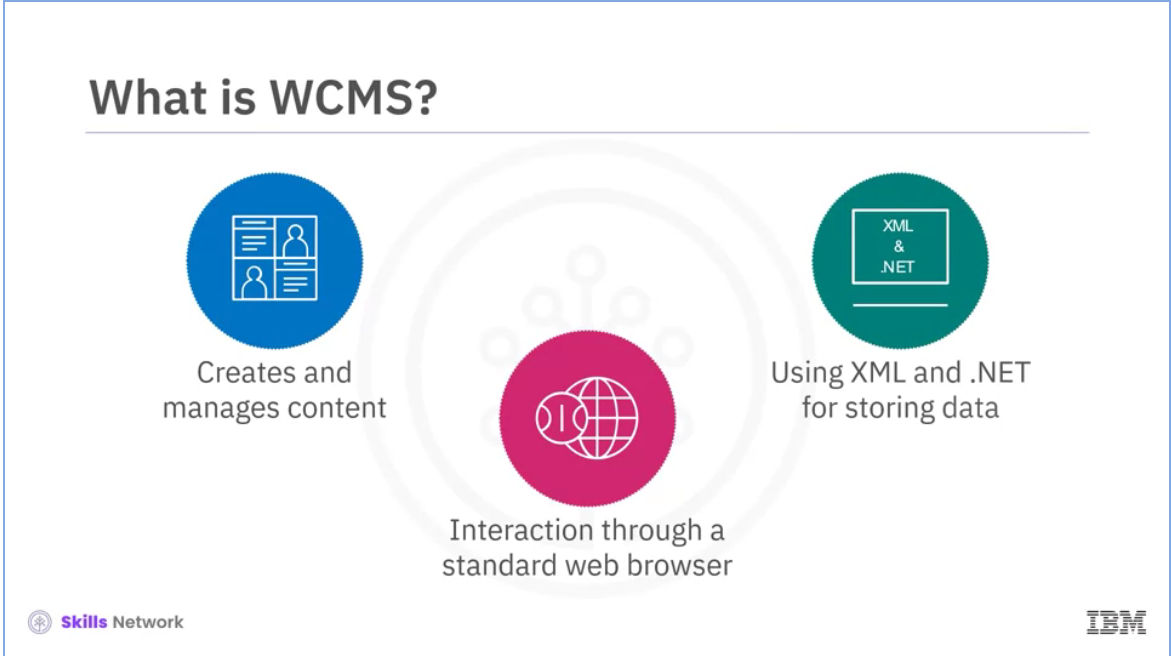 What is WCMS?
Creates and
manages content
Interaction through a
standard web browser
XML
&
.NET
Using XML and .NET
for storing data
Skills Network
IBM